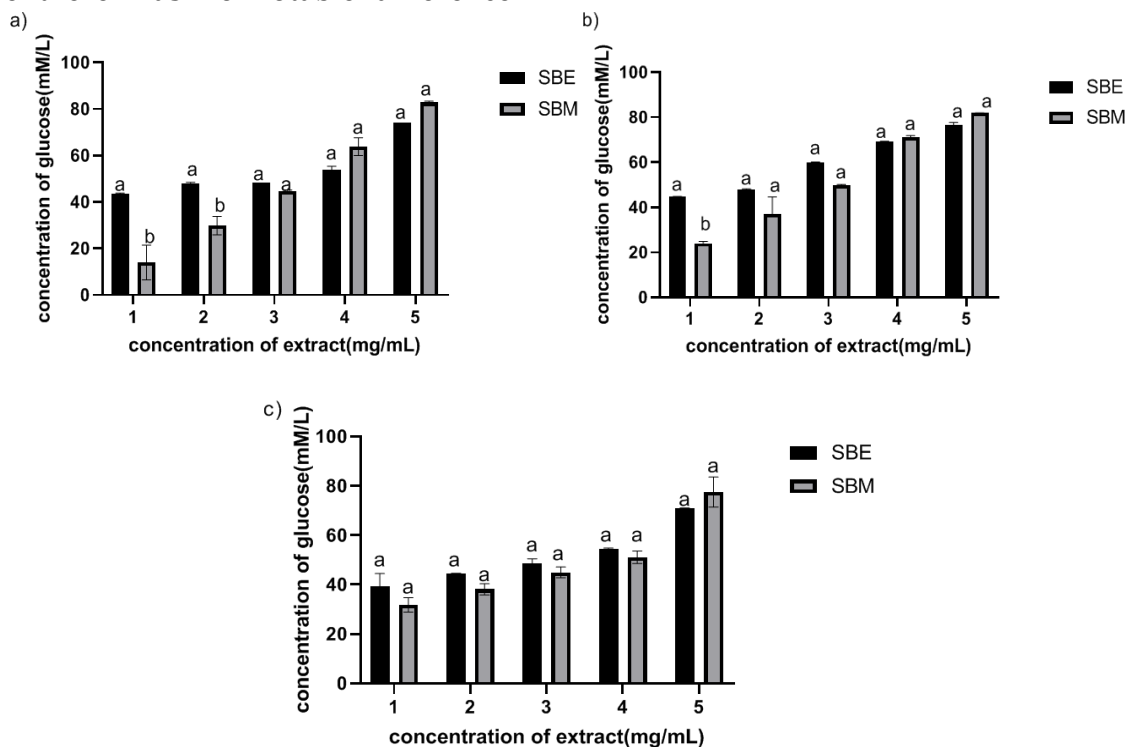 a)
concentration of glucose(mM/L)
100
80
60
40
20
0
a
b
a
b
a
a
a
a
a
a
1 2 3 4 5
concentration of extract(mg/mL)
SBE
SBM
b)
concentration of glucose(mM/L)
100
80
60
40
20
0
a
b
a
a
a
a
a
a
a
a
1 2 3 4 5
concentration of extract(mg/mL)
SBE
SBM
c)
concentration of glucose(mM/L)
100
80
60
40
20
0
a
a
a
a
a
a
a
a
a
a
1 2 3 4 5
concentration of extract(mg/mL)
SBE
SBM